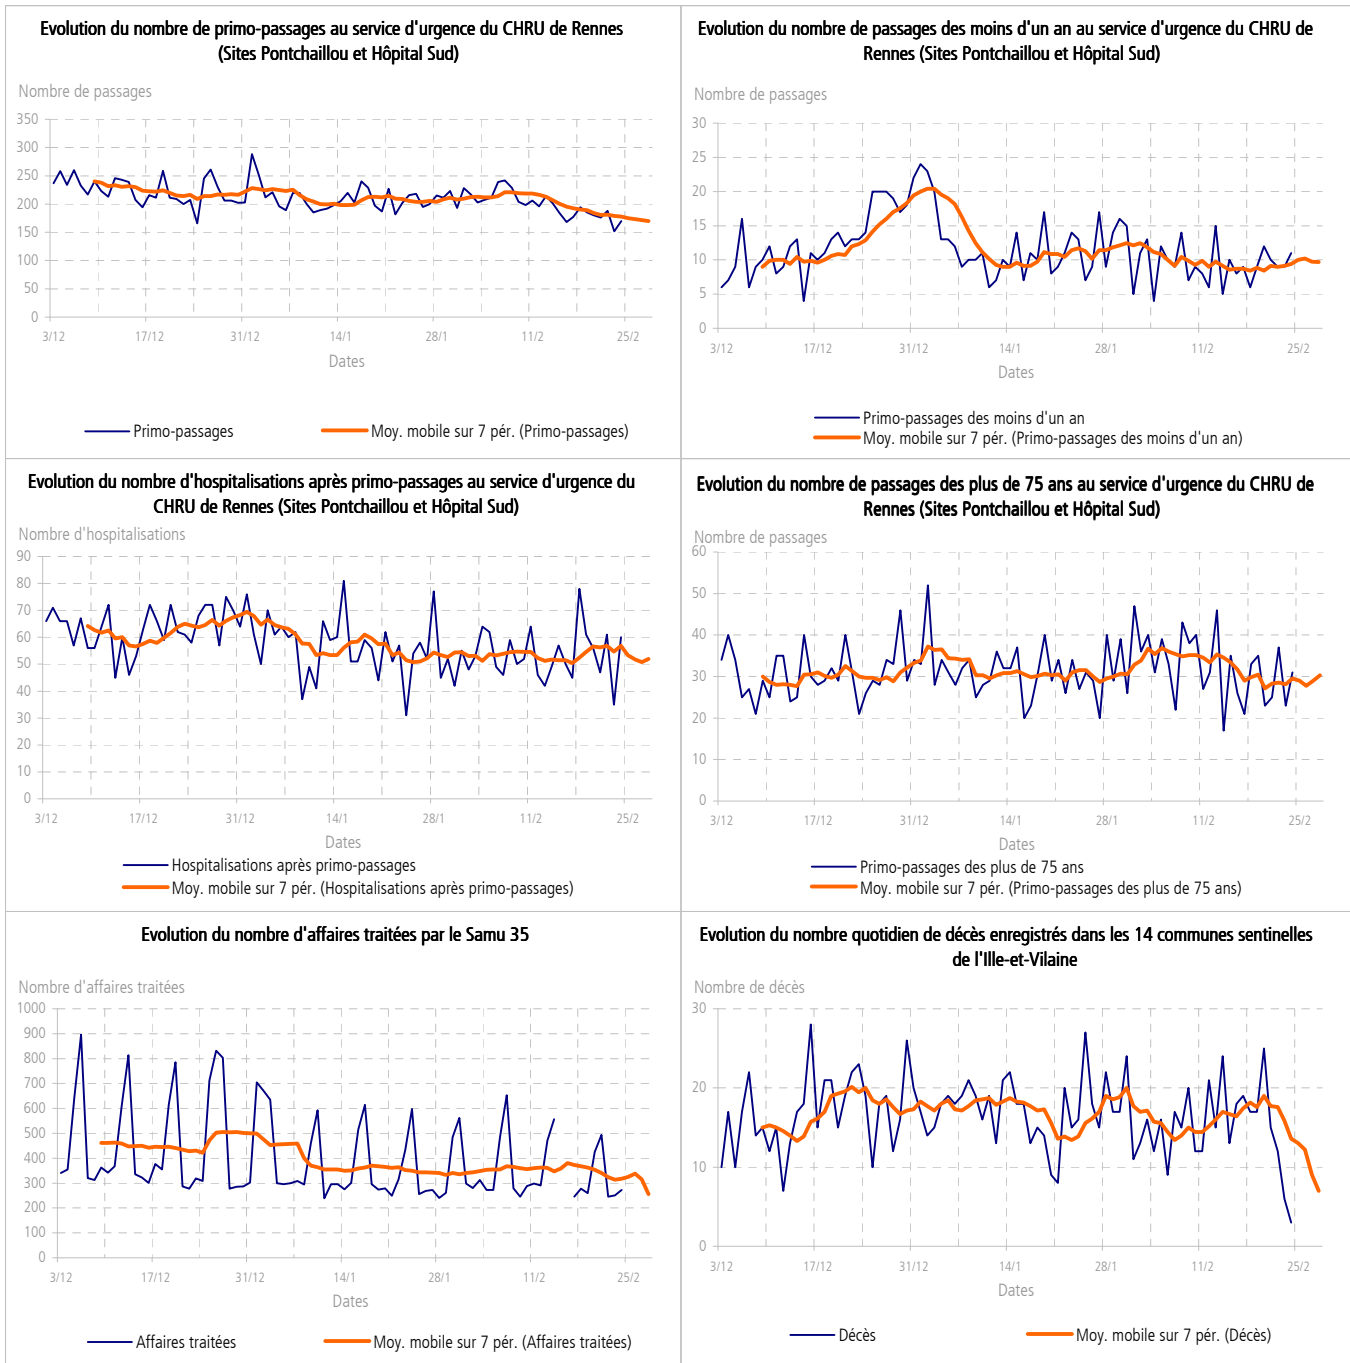 Evolution du nombre de primo-passages au service d'urgence du CHRU de Rennes
(Sites Pontchaillou et Hôpital Sud)
Nombre de passages
350
300
250
200
150
100
50
0
3/12 17/12 31/12 14/1 28/1 11/2 25/2
Dates
Primo-passages Moy. mobile sur 7 pér. (Primo-passages)
Evolution du nombre de passages des moins d'un an au service d'urgence du CHRU de
Rennes (Sites Pontchaillou et Hôpital Sud)
Nombre de passages
30
25
20
15
10
5
0
3/12 17/12 31/12 14/1 28/1 11/2 25/2
Dates
Primo-passages des moins d'un an
Moy. mobile sur 7 pér. (Primo-passages des moins d'un an)
Evolution du nombre d'hospitalisations après primo-passages au service d'urgence du
CHRU de Rennes (Sites Pontchaillou et Hôpital Sud)
Nombre d'hospitalisations
90
80
70
60
50
40
30
20
10
0
3/12 17/12 31/12 14/1 28/1 11/2 25/2
Dates
Hospitalisations après primo-passages
Moy. mobile sur 7 pér. (Hospitalisations après primo-passages)
Evolution du nombre de passages des plus de 75 ans au service d'urgence du CHRU de
Rennes (Sites Pontchaillou et Hôpital Sud)
Nombre de passages
60
50
40
30
20
10
0
3/12 17/12 31/12 14/1 28/1 11/2 25/2
Dates
Primo-passages des plus de 75 ans
Moy. mobile sur 7 pér. (Primo-passages des plus de 75 ans)
Evolution du nombre d'affaires traitées par le Samu 35
Nombre d'affaires traitées
1000
900
800
700
600
500
400
300
200
100
0
3/12 17/12 31/12 14/1 28/1 11/2 25/2
Dates
Affaires traitées Moy. mobile sur 7 pér. (Affaires traitées)
Evolution du nombre quotidien de décès enregistrés dans les 14 communes sentinelles
de l'Ille-et-Vilaine
Nombre de décès
30
20
10
0
3/12 17/12 31/12 14/1 28/1 11/2 25/2
Dates
Décès Moy. mobile sur 7 pér. (Décès)